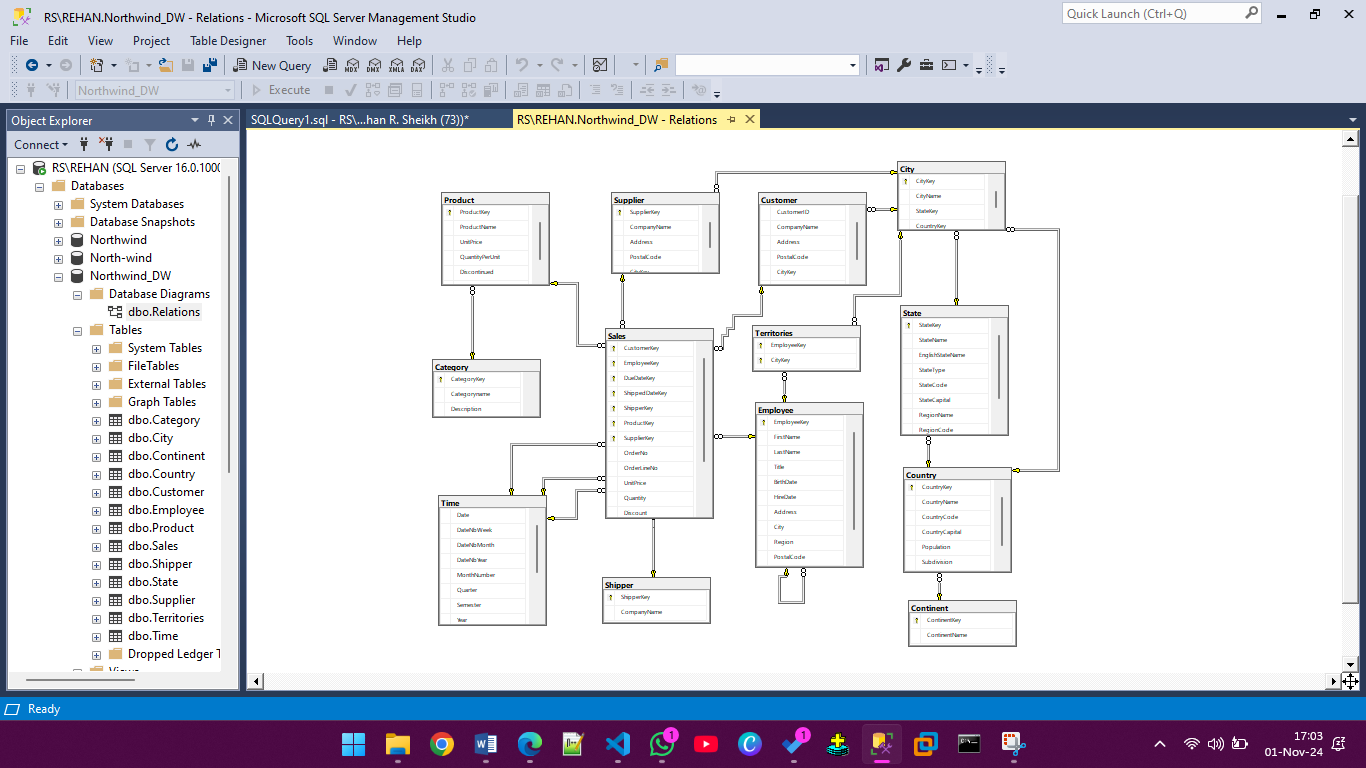 RS\REHAN.Northwind_DW - Relations - Microsoft SQL Server Management Studio
Quick Launch (Ctrl+Q)
File Edit View Project Table Designer Tools Window Help
New Query MDX DMX XMLA DAX
Northwind_DW Execute
Object Explorer
SQLQuery1.sql - RS\...han R. Sheikh (73))*
RS\REHAN.Northwind_DW - Relations
Connect
RS\REHAN (SQL Server 16.0.1000
Databases
System Databases
Database Snapshots
Northwind
North-wind
Northwind_DW
Database Diagrams
dbo.Relations
Tables
System Tables
FileTables
External Tables
Graph Tables
dbo.Category
dbo.City
dbo.Continent
dbo.Country
dbo.Customer
dbo.Employee
dbo.Product
dbo.Sales
dbo.Shipper
dbo.State
dbo.Supplier
dbo.Territories
dbo.Time
Dropped Ledger T
Views
Product
ProductKey
ProductName
UnitPrice
QuantityPerUnit
Discontinued
Supplier
SupplierKey
CompanyName
Address
PostalCode
CityKey
Customer
CustomerID
CompanyName
Address
PostalCode
CityKey
City
CityKey
CityName
StateKey
CountryKey
Category
CategoryKey
Categoryname
Description
Sales
CustomerKey
EmployeeKey
DueDateKey
ShippedDateKey
ShipperKey
ProductKey
SupplierKey
OrderNo
OrderLineNo
UnitPrice
Quantity
Discount
Territories
EmployeeKey
CityKey
State
StateKey
StateName
EnglishStateName
StateType
StateCode
StateCapital
RegionName
RegionCode
Employee
EmployeeKey
FirstName
LastName
Title
BirthDate
HireDate
Address
City
Region
PostalCode
Time
Date
DateNbWeek
DateNbMonth
DateNbYear
MonthNumber
Quarter
Semester
Year
Country
CountryKey
CountryName
CountryCode
CountryCapital
Population
Subdivision
Shipper
ShipperKey
CompanyName
Continent
ContinentKey
ContinentName
Ready
1
1
17:03
01-Nov-24